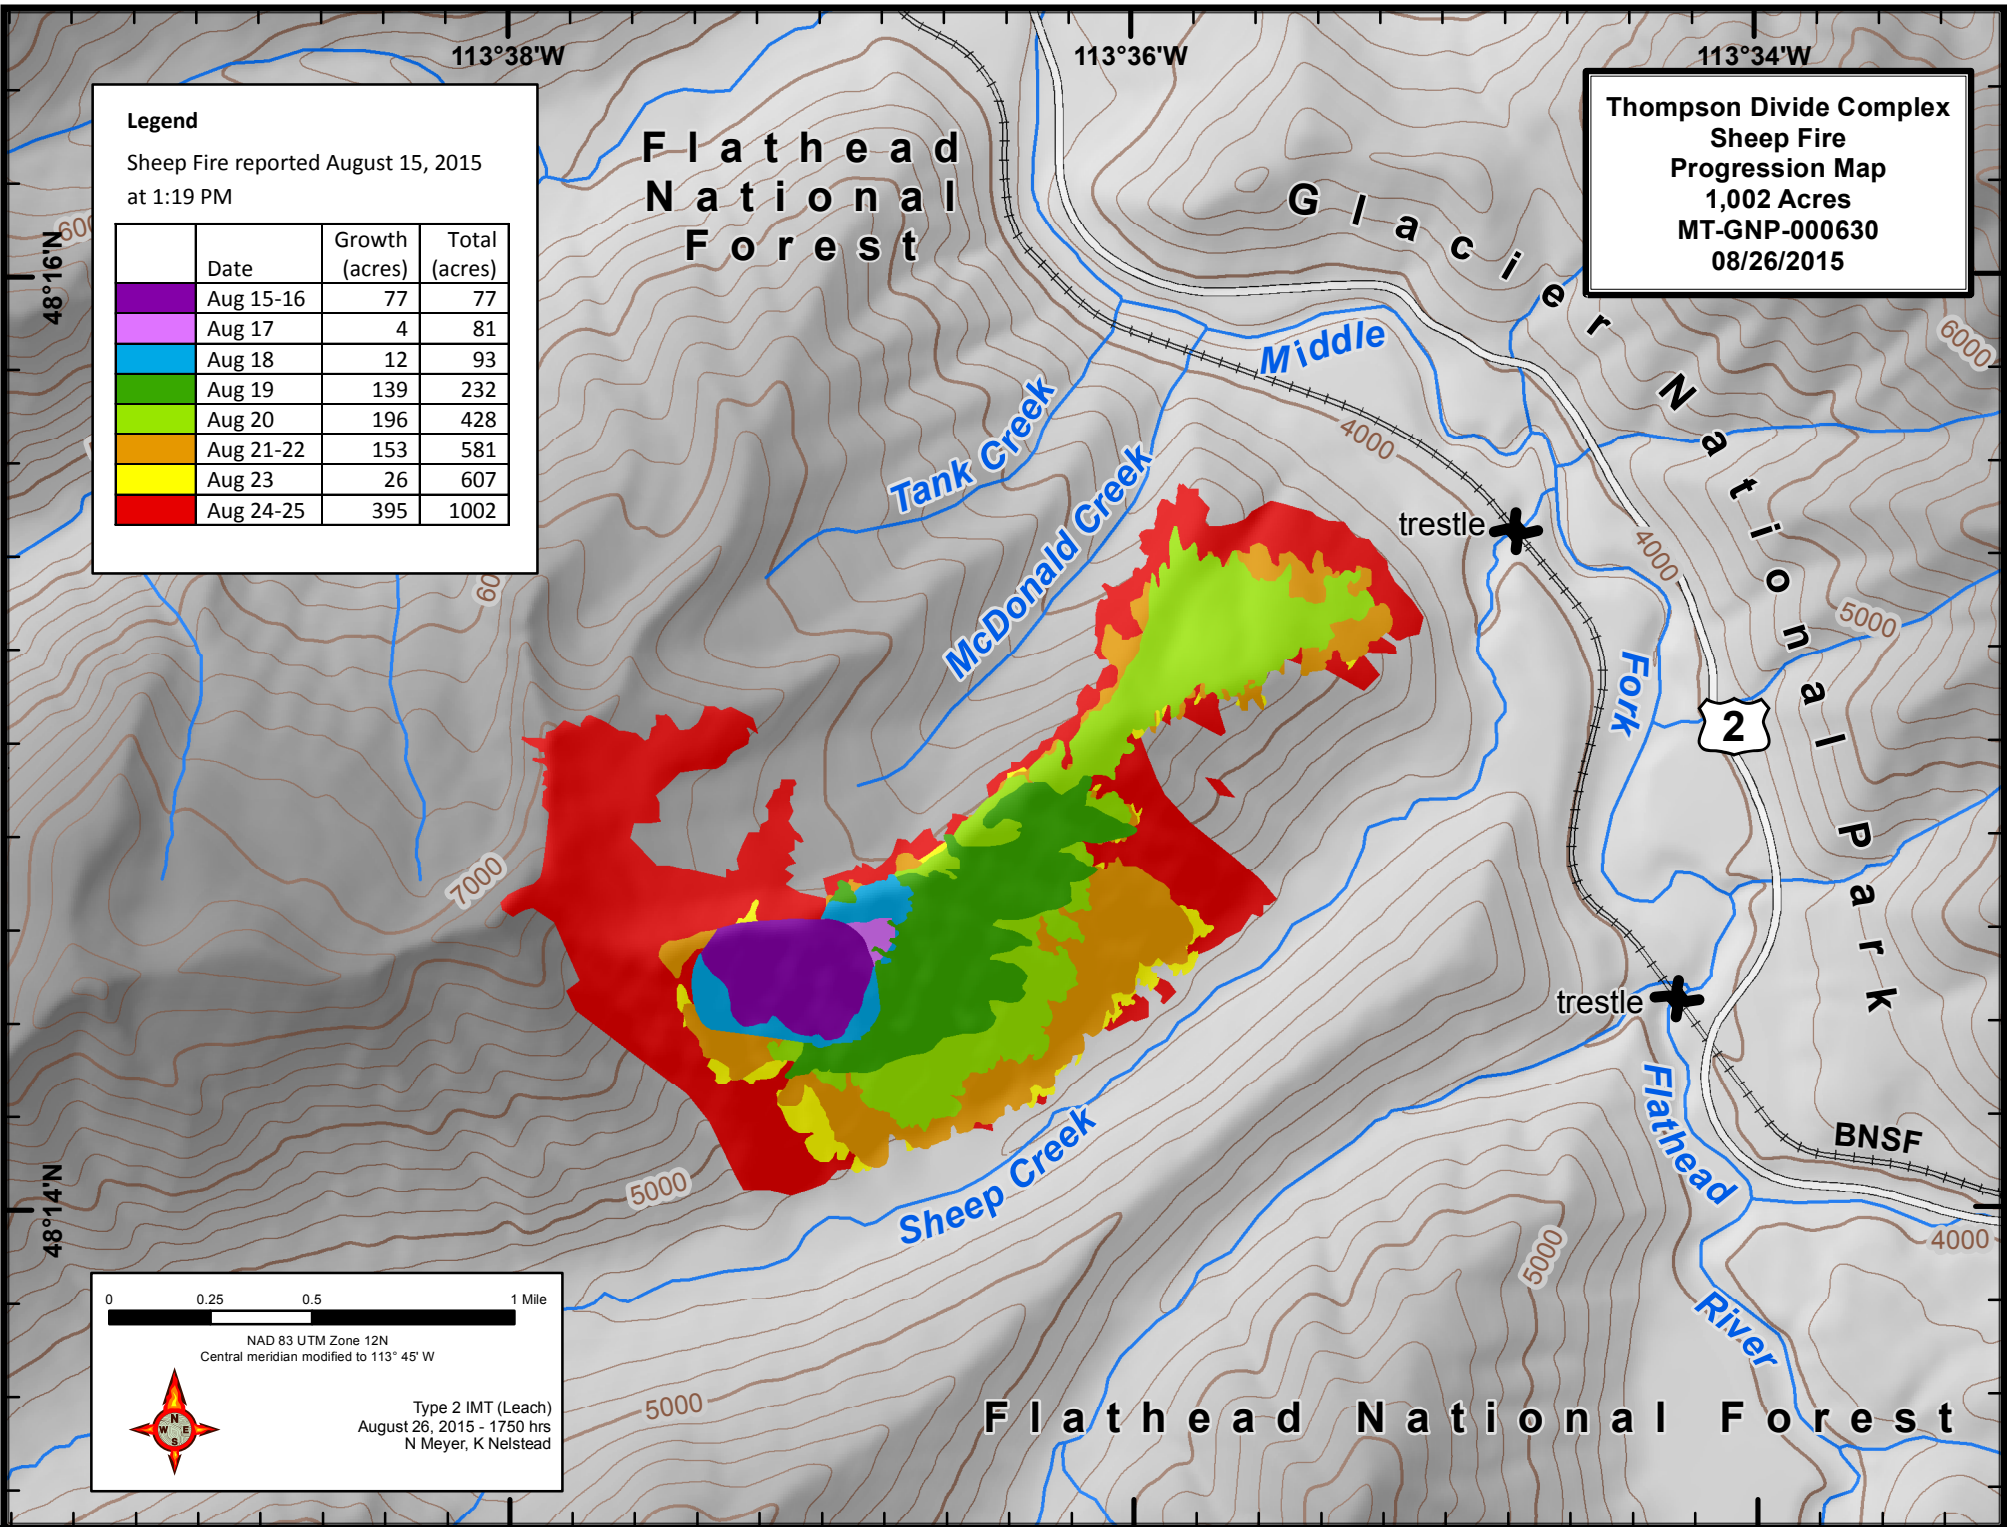 113°38'W
113°36'W
113°34'W
48°16'N
48°14'N
Legend
Sheep Fire reported August 15, 2015
at 1:19 PM
Date Growth (acres) Total (acres)
Aug 15-16 77 77
Aug 17 4 81
Aug 18 12 93
Aug 19 139 232
Aug 20 196 428
Aug 21-22 153 581
Aug 23 26 607
Aug 24-25 395 1002
Thompson Divide Complex
Sheep Fire
Progression Map
1,002 Acres
MT-GNP-000630
08/26/2015
Flathead
National
Forest
Glacier National Park
Middle
Fork
Flathead
River
Tank Creek
McDonald Creek
Sheep Creek
trestle
trestle
2
BNSF
600
60
6000
4000
4000
5000
7000
5000
5000
5000
4000
Flathead National Forest
0 0.25 0.5 1 Mile
NAD 83 UTM Zone 12N
Central meridian modified to 113° 45' W
N
W E
S
Type 2 IMT (Leach)
August 26, 2015 - 1750 hrs
N Meyer, K Nelstead